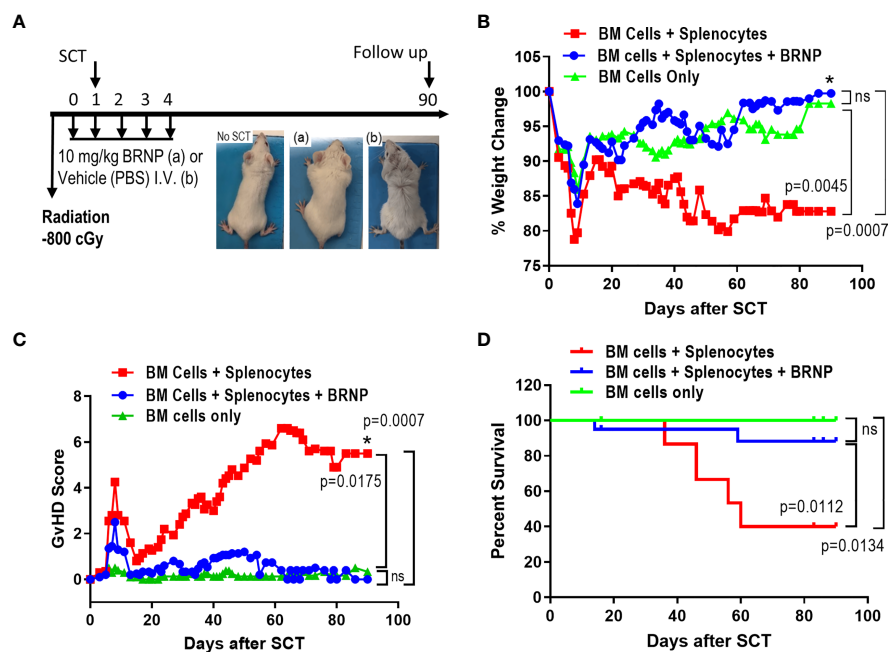 A
SCT
Follow up
0 1 2 3 4
90
10 mg/kg BRNP (a) or
Vehicle (PBS) I.V. (b)
Radiation
-800 cGy
No SCT
(a)
(b)
B
BM Cells + Splenocytes
BM cells + Splenocytes + BRNP
BM Cells Only
% Weight Change
105
100
95
90
85
80
75
*
ns
p=0.0045
p=0.0007
0 20 40 60 80 100
Days after SCT
C
BM Cells + Splenocytes
BM Cells + Splenocytes + BRNP
BM cells only
GvHD Score
8
6
4
2
0
p=0.0007
*
p=0.0175
ns
0 20 40 60 80 100
Days after SCT
D
BM cells + Splenocytes
BM cells + Splenocytes + BRNP
BM cells only
Percent Survival
120
100
80
60
40
20
0
ns
p=0.0112
p=0.0134
0 20 40 60 80 100
Days after SCT